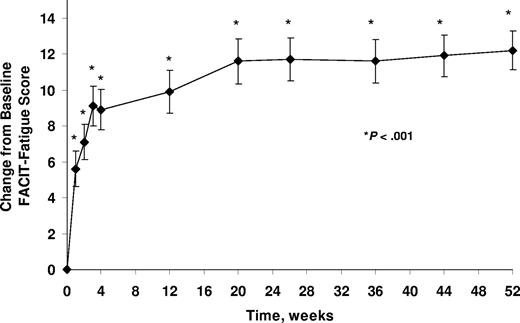 14
12
10
8
6
4
2
0
Change from Baseline
FACIT-Fatigue Score
* * * * * * * * * *
*P < .001
0 4 8 12 16 20 24 28 32 36 40 44 48 52
Time, weeks